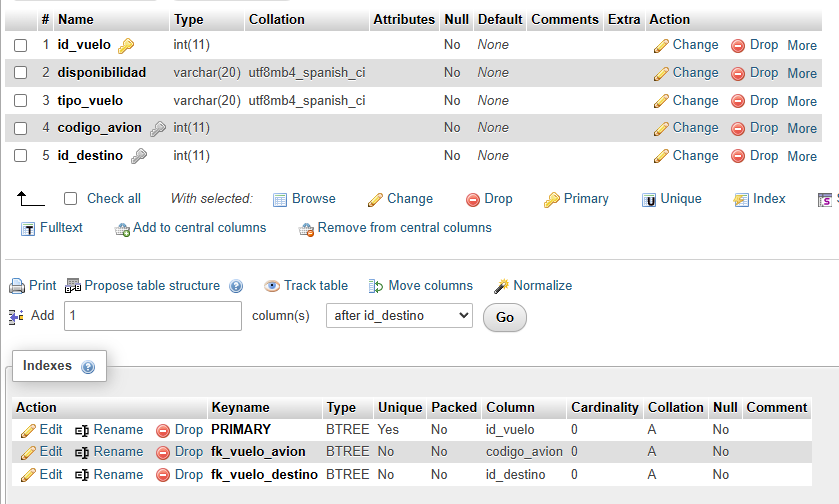 # Name Type Collation Attributes Null Default Comments Extra Action
1 id_vuelo int(11) No None Change Drop More
2 disponibilidad varchar(20) utf8mb4_spanish_ci No None Change Drop More
3 tipo_vuelo varchar(20) utf8mb4_spanish_ci No None Change Drop More
4 codigo_avion int(11) No None Change Drop More
5 id_destino int(11) No None Change Drop More
Check all With selected: Browse Change Drop Primary Unique Index S
Fulltext Add to central columns Remove from central columns
Print Propose table structure Track table Move columns Normalize
Add 1 column(s) after id_destino Go
Indexes
Action Keyname Type Unique Packed Column Cardinality Collation Null Comment
Edit Rename Drop PRIMARY BTREE Yes No id_vuelo 0 A No
Edit Rename Drop fk_vuelo_avion BTREE No No codigo_avion 0 A No
Edit Rename Drop fk_vuelo_destino BTREE No No id_destino 0 A No